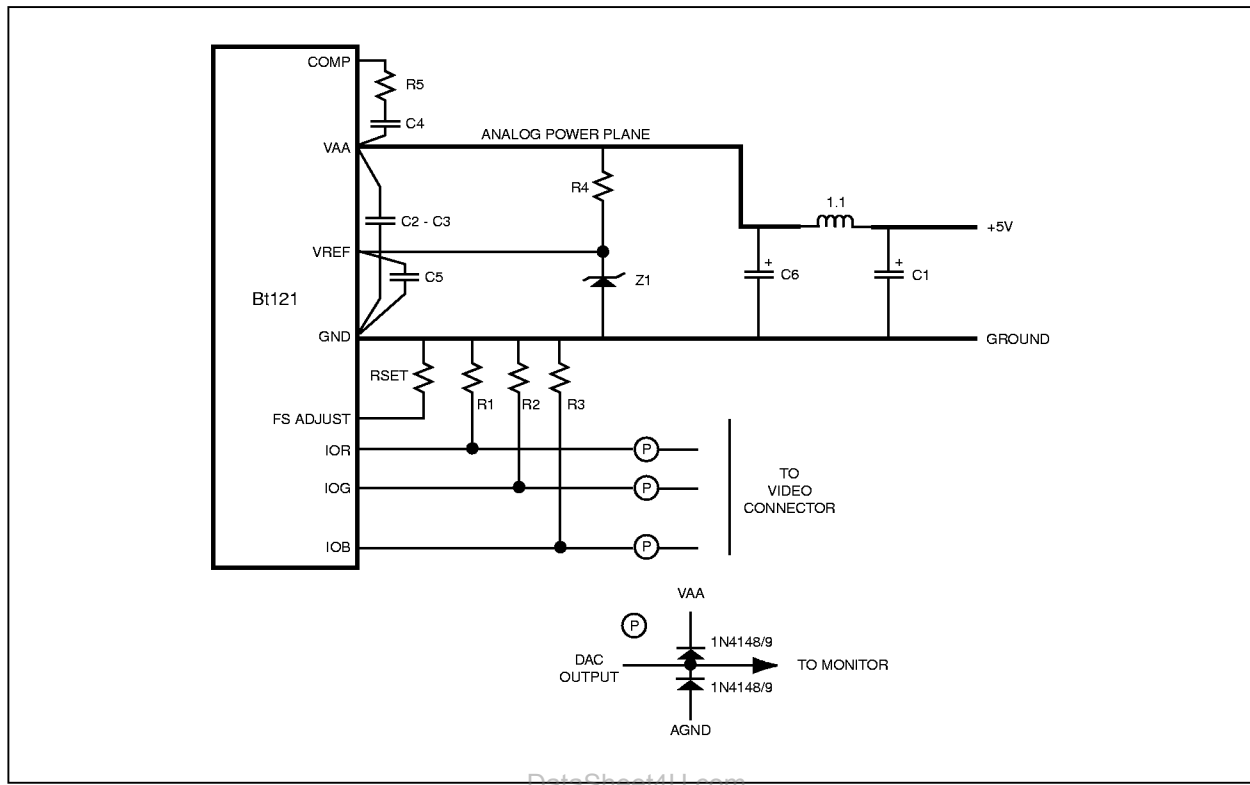 COMP
R5
C4
ANALOG POWER PLANE
VAA
R4
1.1
C2 - C3
+5V
VREF
C5
Z1
+
C6
+
C1
Bt121
GND
GROUND
RSET
R1
R2
R3
FS ADJUST
IOR
P
IOG
P
TO
VIDEO
CONNECTOR
IOB
P
VAA
P
1N4148/9
DAC
OUTPUT
TO MONITOR
1N4148/9
AGND
DataSheet4U.com